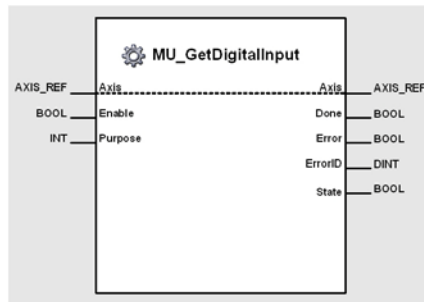 MU_GetDigitalInput
AXIS_REF Axis Axis AXIS_REF
BOOL Enable Done BOOL
INT Purpose Error BOOL
ErrorID DINT
State BOOL